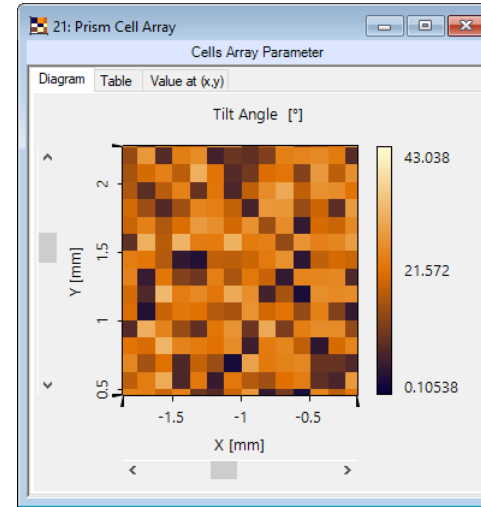 21: Prism Cell Array
Cells Array Parameter
Diagram Table Value at (x,y)
Tilt Angle [°]
43.038
21.572
0.10538
2
1.5
1
0.5
Y [mm]
-1.5 -1 -0.5
X [mm]